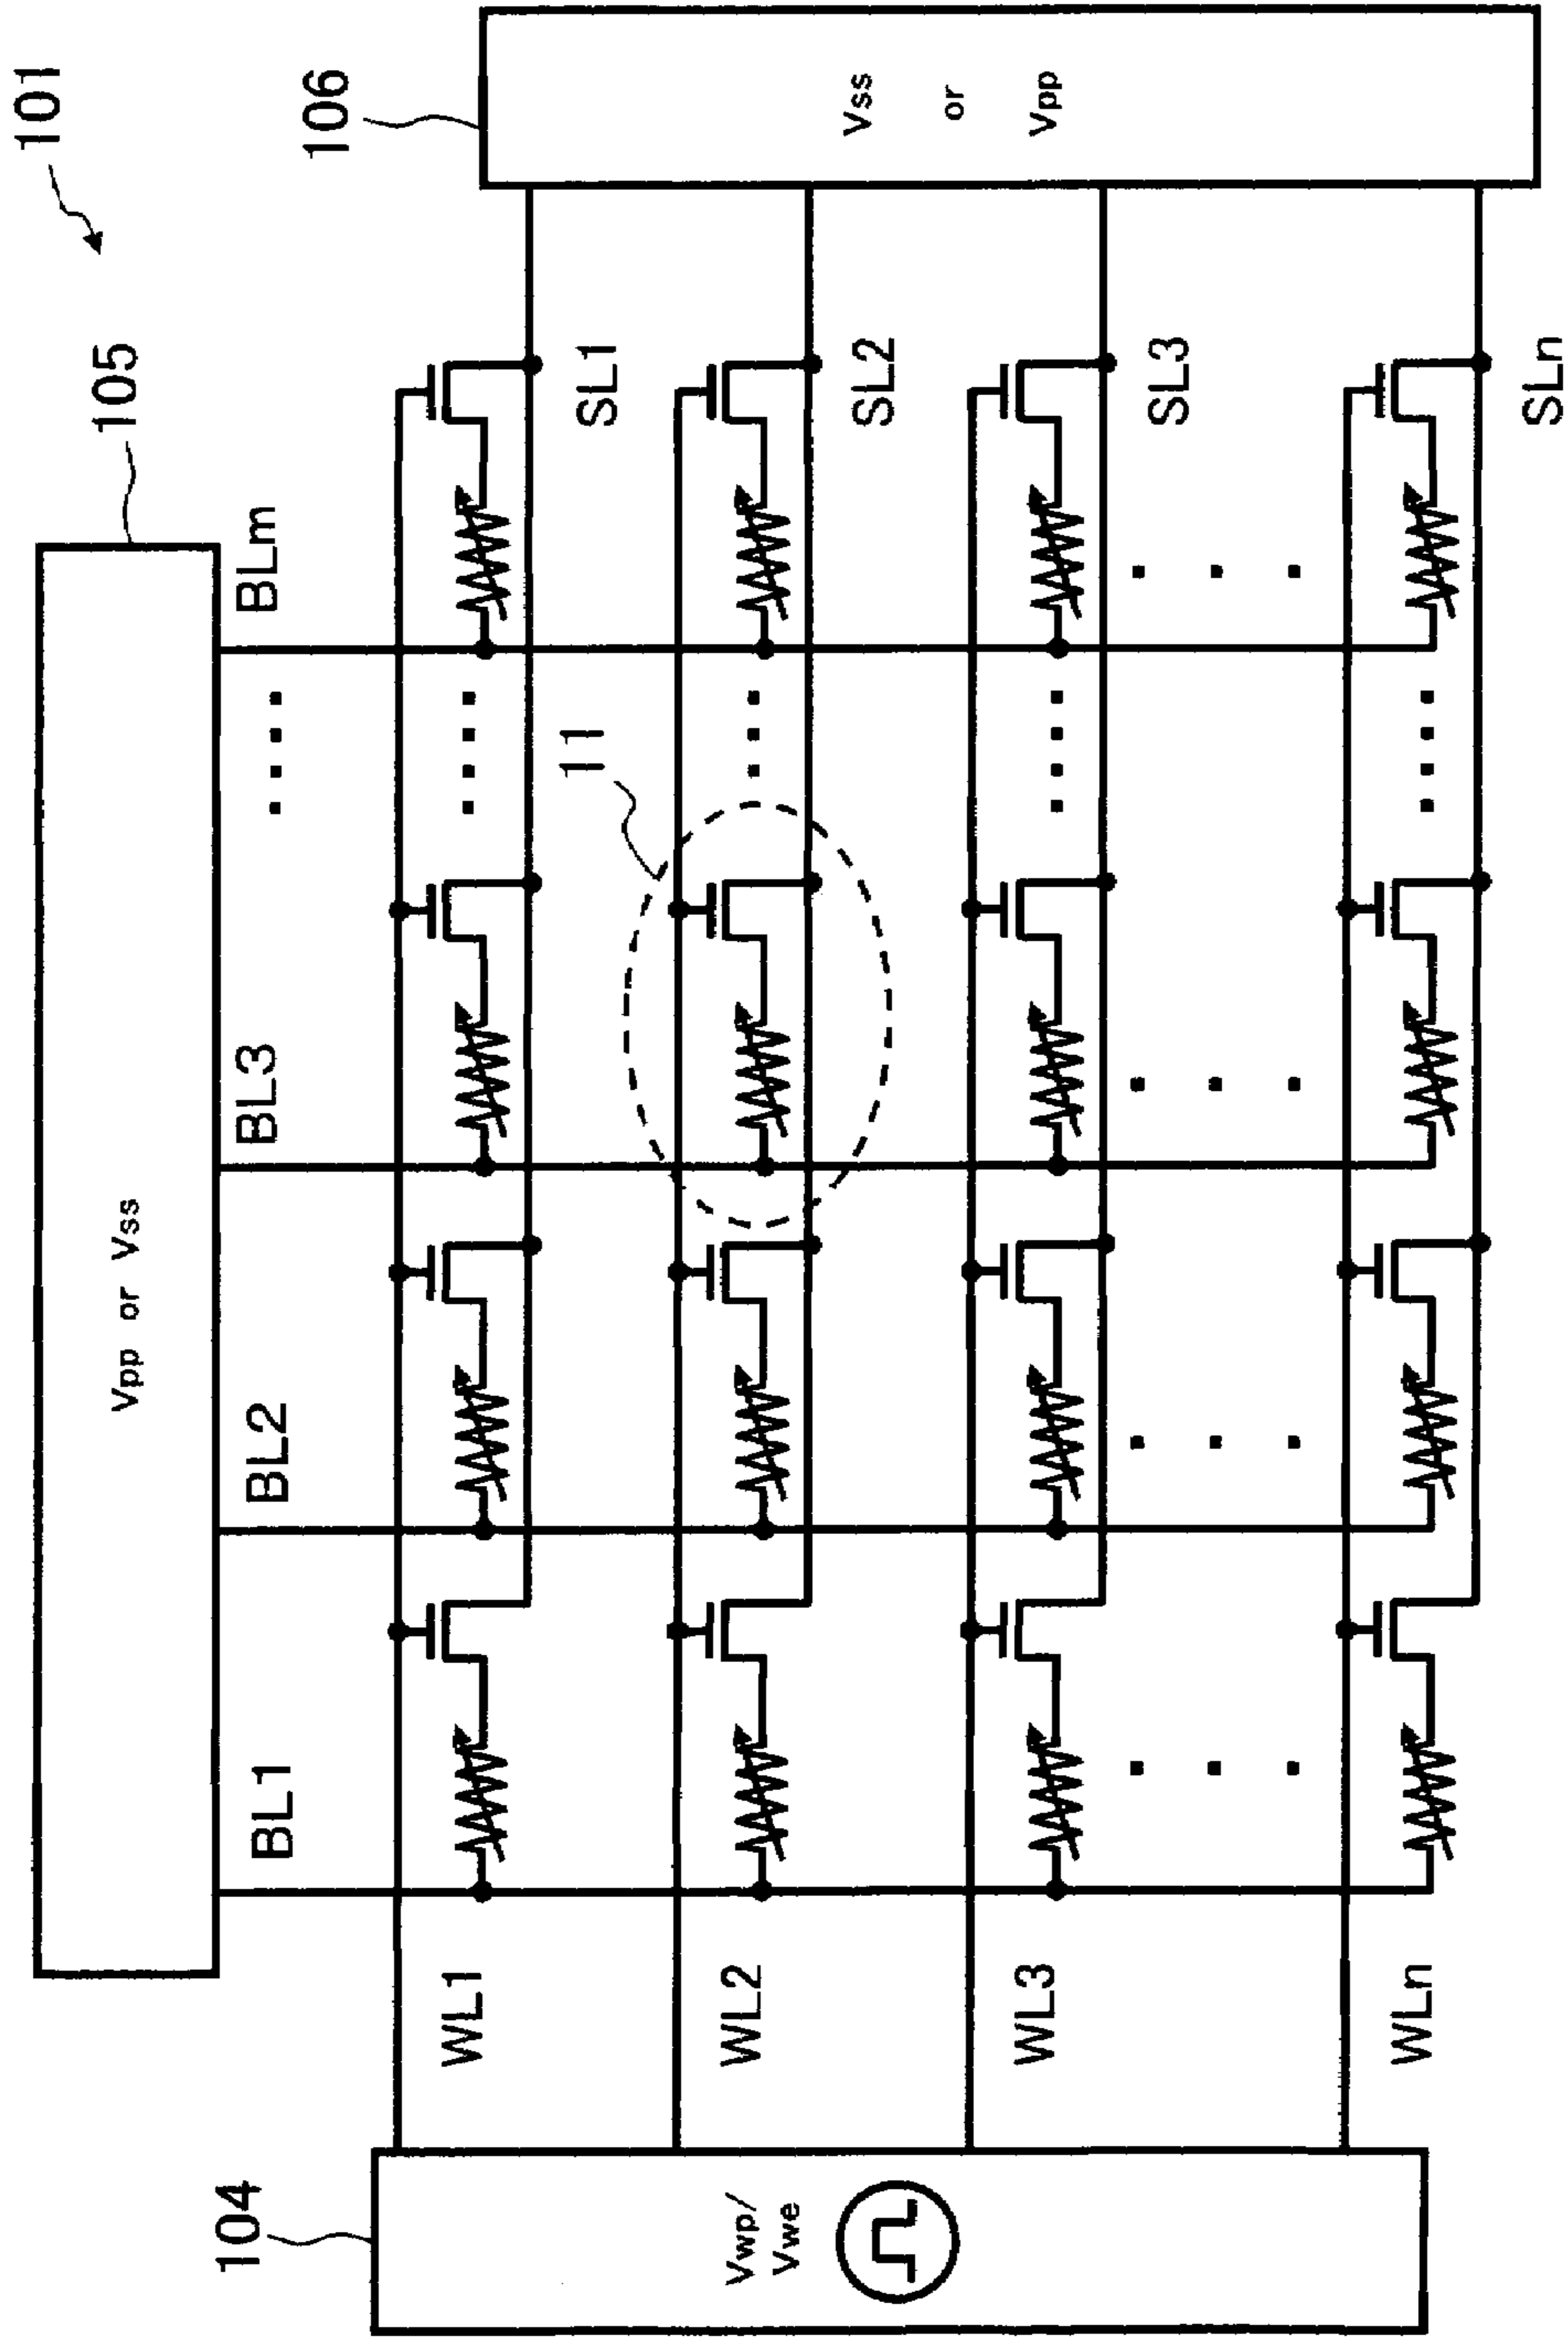 101
105
106
Vpp or Vss
BL1
BL2
BL3
BLm
104
Vwp/
Vwe
WL1
SL1
11
WL2
SL2
WL3
SL3
WLn
SLn
Vss
or
Vpp